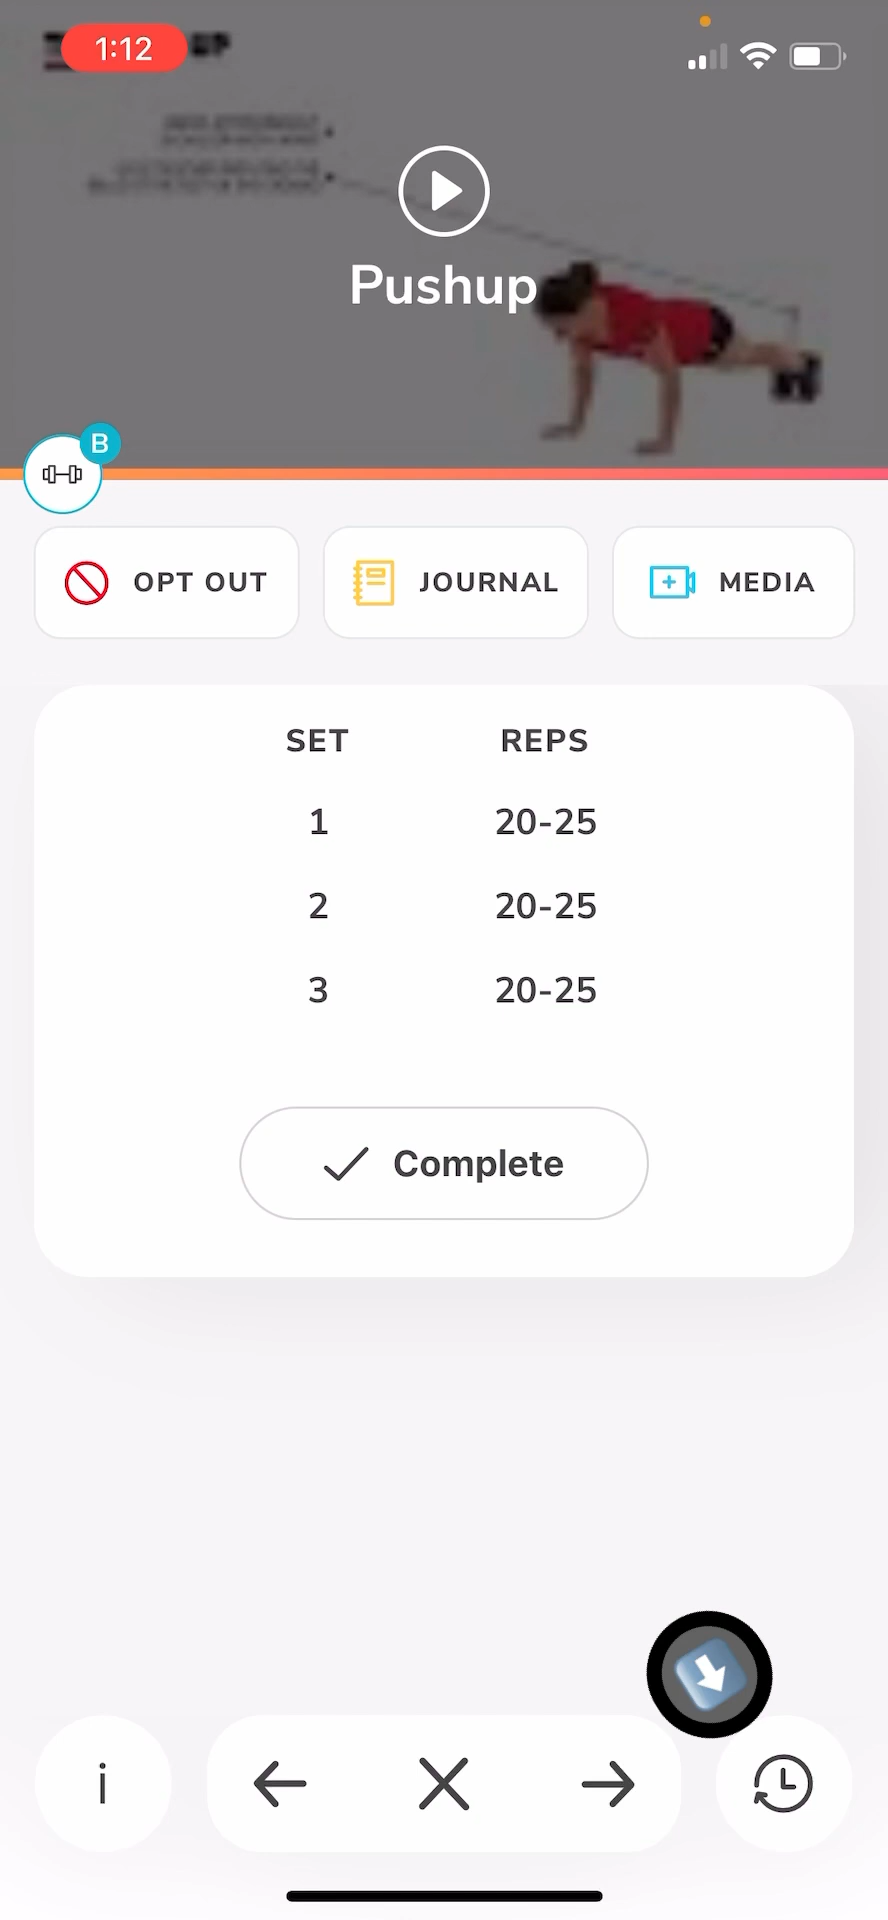 1:12
UP
Pushup
B
OPT OUT
JOURNAL
MEDIA
SET REPS
1 20-25
2 20-25
3 20-25
Complete
i